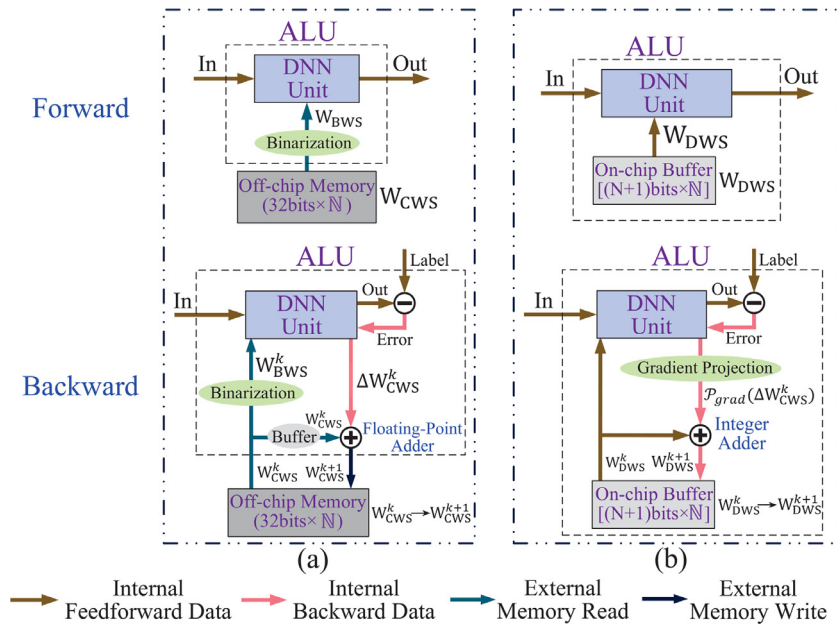 ALU
In
DNN
Unit
Out
W_BWS
Binarization
Off-chip Memory
(32bits×ℕ)
W_CWS
Forward
ALU
In
DNN
Unit
Out
W_DWS
On-chip Buffer
[(N+1)bits×ℕ]
W_DWS
ALU
Label
In
DNN
Unit
Out
−
Error
W^k_BWS
Binarization
ΔW^k_CWS
W^k_CWS
Buffer
+
Floating-Point
Adder
W^k_CWS
W^{k+1}_CWS
Off-chip Memory
(32bits×ℕ)
W^k_CWS→W^{k+1}_CWS
Backward
ALU
Label
In
DNN
Unit
Out
−
Error
Gradient Projection
𝒫_grad(ΔW^k_CWS)
+
Integer
Adder
W^k_DWS
W^{k+1}_DWS
On-chip Buffer
[(N+1)bits×ℕ]
W^k_DWS→W^{k+1}_DWS
(a)
(b)
Internal
Feedforward Data
Internal
Backward Data
External
Memory Read
External
Memory Write